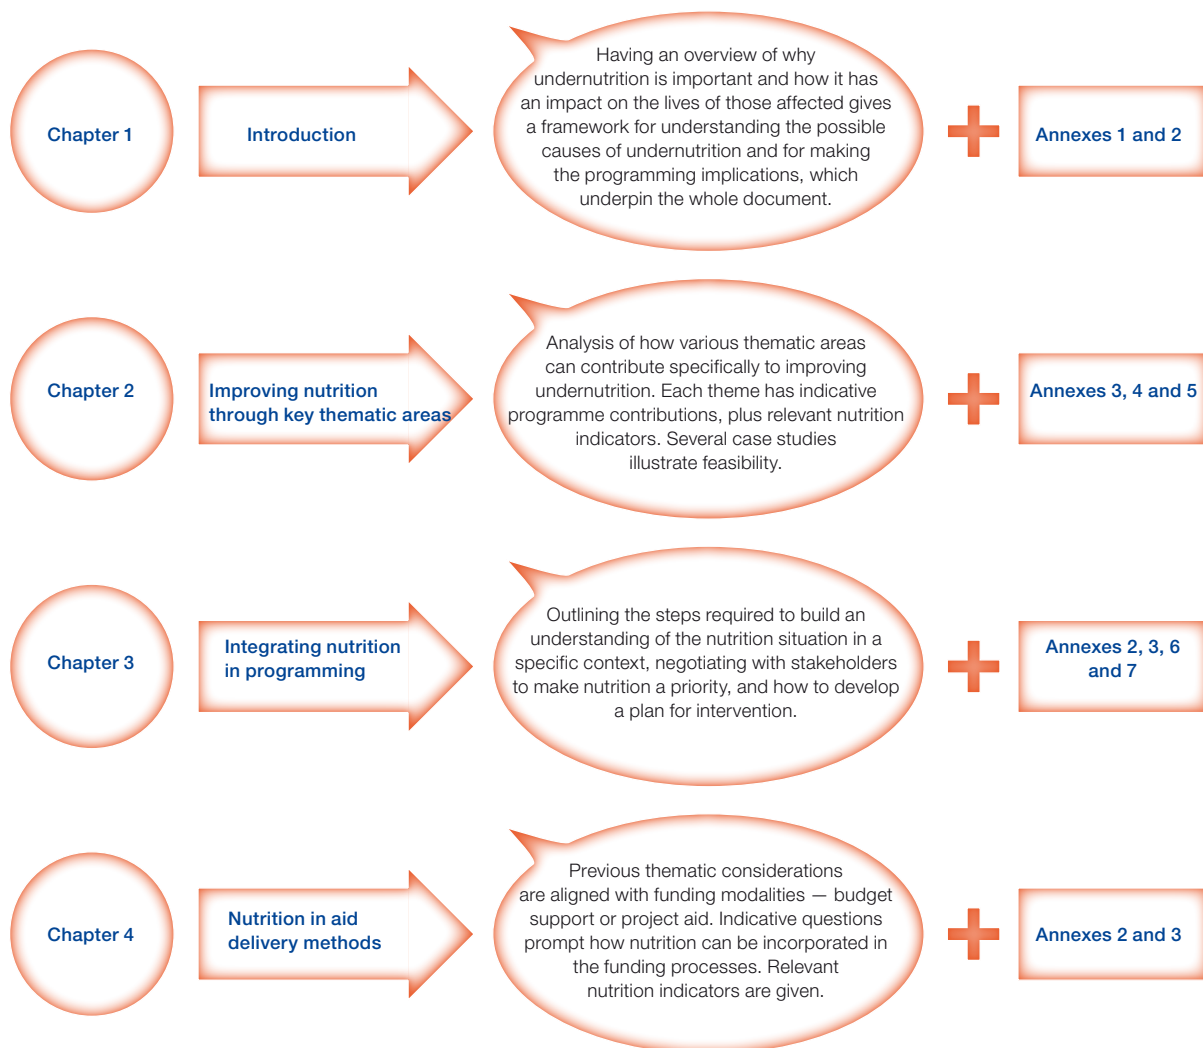 Chapter 1
Introduction
Having an overview of why
undernutrition is important and how it has
an impact on the lives of those affected gives
a framework for understanding the possible
causes of undernutrition and for making
the programming implications, which
underpin the whole document.
Annexes 1 and 2
Chapter 2
Improving nutrition
through key thematic areas
Analysis of how various thematic areas
can contribute specifically to improving
undernutrition. Each theme has indicative
programme contributions, plus relevant nutrition
indicators. Several case studies
illustrate feasibility.
Annexes 3, 4 and 5
Chapter 3
Integrating nutrition
in programming
Outlining the steps required to build an
understanding of the nutrition situation in a
specific context, negotiating with stakeholders
to make nutrition a priority, and how to develop
a plan for intervention.
Annexes 2, 3, 6
and 7
Chapter 4
Nutrition in aid
delivery methods
Previous thematic considerations
are aligned with funding modalities — budget
support or project aid. Indicative questions
prompt how nutrition can be incorporated in
the funding processes. Relevant
nutrition indicators are given.
Annexes 2 and 3